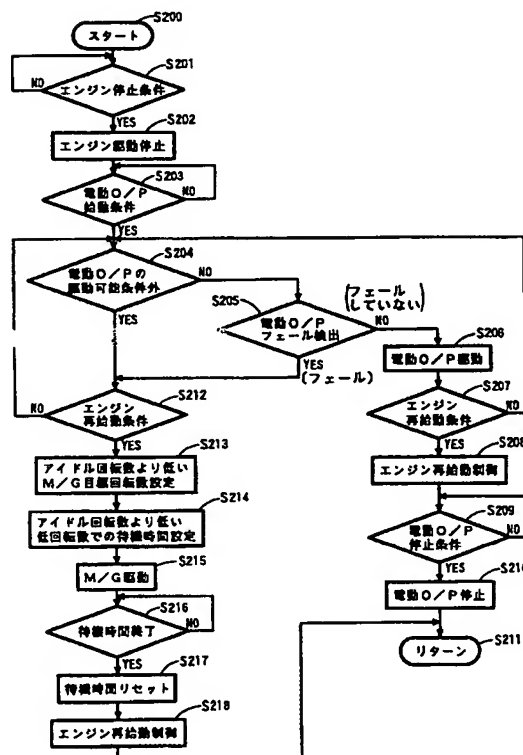 S200
スタート
S201
エンジン停止条件
NO
YES
S202
エンジン駆動停止
S203
電動O/P
始動条件
NO
YES
S204
電動O/Pの
駆動可能条件外
NO
YES
S205
電動O/P
フェール検出
(フェール
していない)
NO
YES
(フェール)
S206
電動O/P駆動
S207
エンジン
再始動条件
NO
YES
S208
エンジン再始動制御
S209
電動O/P
停止条件
NO
YES
S210
電動O/P停止
S211
リターン
S212
エンジン
再始動条件
NO
YES
S213
アイドル回転数より低い
M/G目標回転数設定
S214
アイドル回転数より低い
低回転数での待機時間設定
S215
M/G駆動
S216
待機時間終了
NO
YES
S217
待機時間リセット
S218
エンジン再始動制御